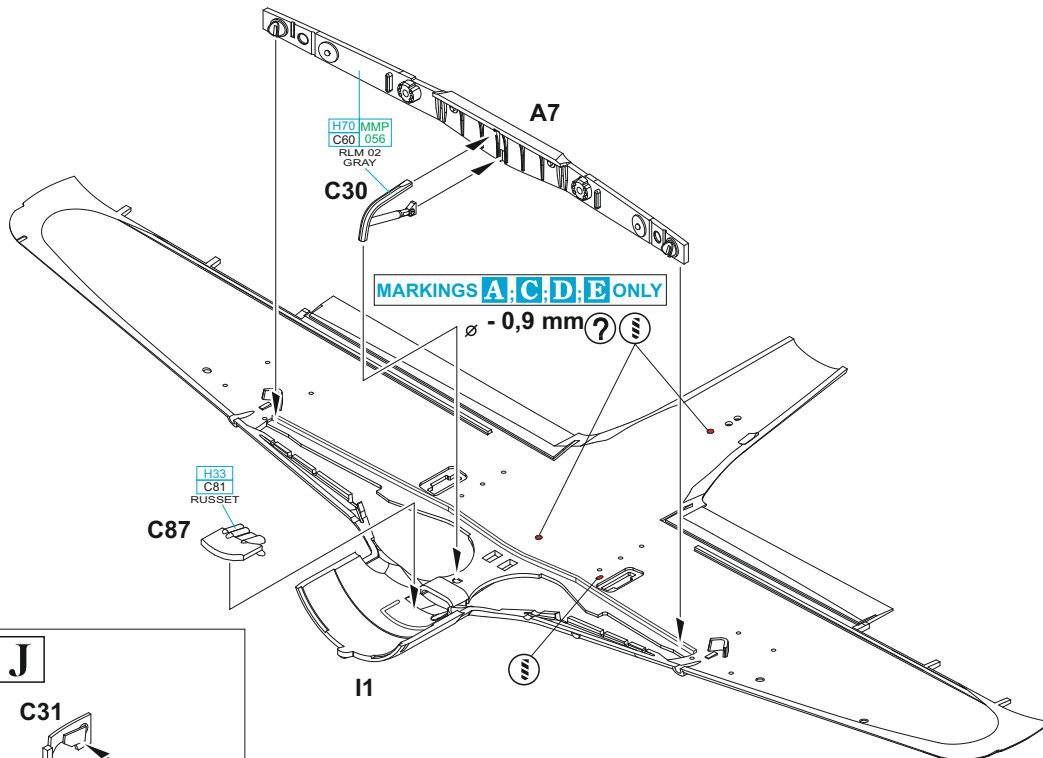 A7
H70 MMP
C60 056
RLM 02
GRAY
C30
MARKINGS A;C;D;E ONLY
⌀ - 0,9 mm ?
H33
C81
RUSSET
C87
I1
J
C31